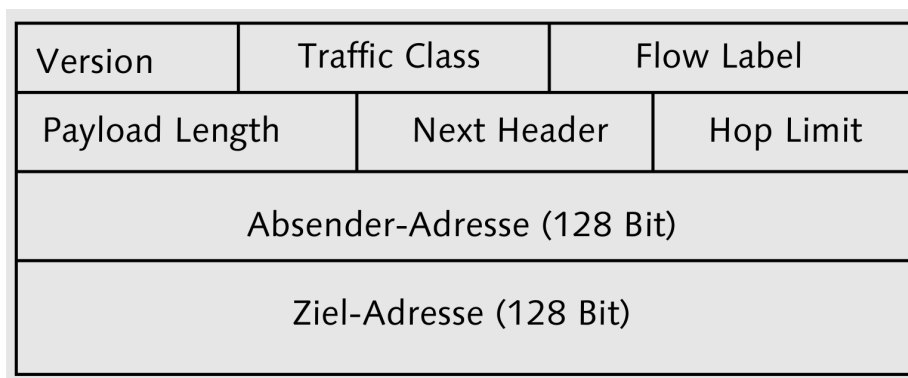 Version Traffic Class Flow Label
Payload Length Next Header Hop Limit
Absender-Adresse (128 Bit)
Ziel-Adresse (128 Bit)